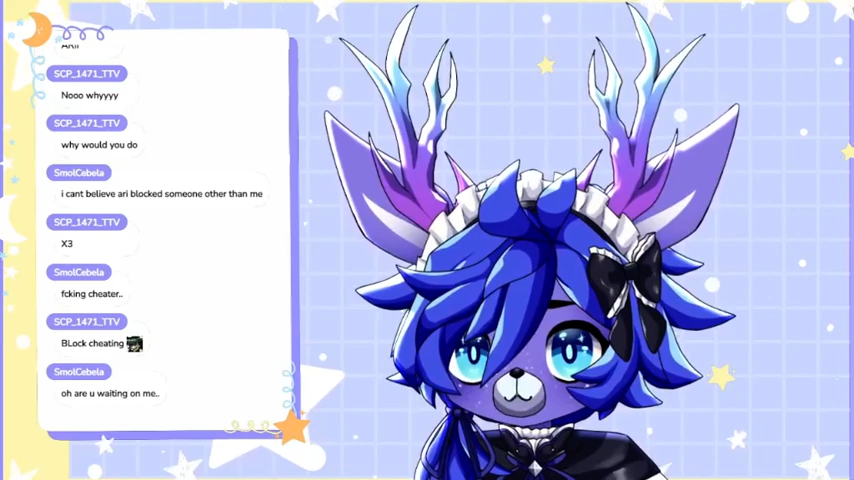 SCP_1471_TTV
Nooo whyyyy
SCP_1471_TTV
why would you do
SmolCebela
i cant believe ari blocked someone other than me
SCP_1471_TTV
X3
SmolCebela
fcking cheater..
SCP_1471_TTV
BLock cheating
SmolCebela
oh are u waiting on me..